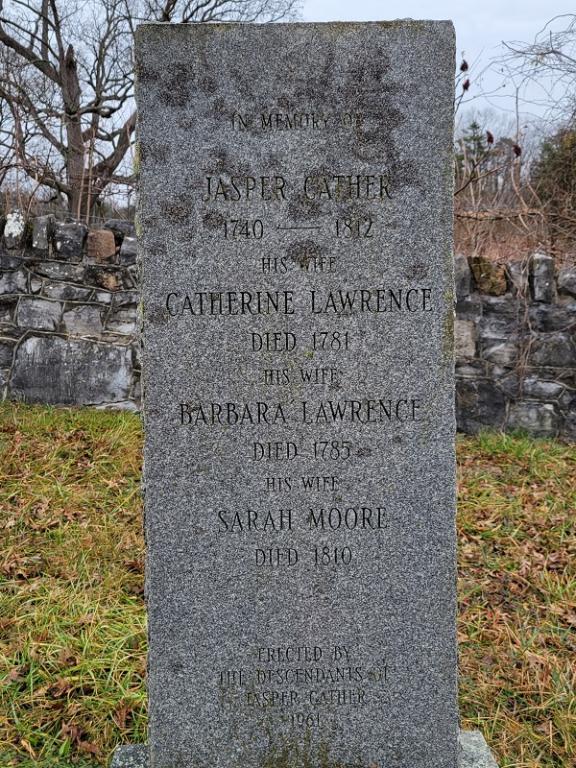 IN MEMORY OF
JASPER CATHER
1740 — 1812
HIS WIFE
CATHERINE LAWRENCE
DIED 1781
HIS WIFE
BARBARA LAWRENCE
DIED 1785
HIS WIFE
SARAH MOORE
DIED 1810
ERECTED BY
THE DESCENDANTS OF
JASPER CATHER
1961